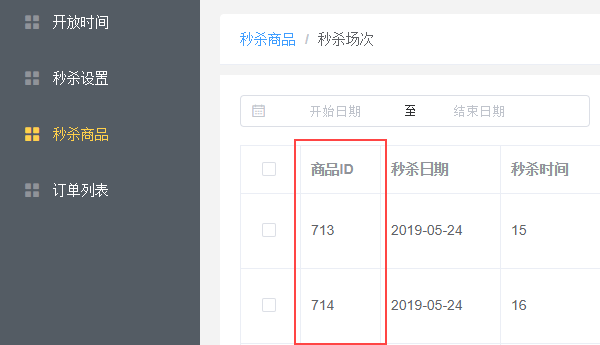 开放时间
秒杀设置
秒杀商品
订单列表
秒杀商品 / 秒杀场次
开始日期 至 结束日期
商品ID 秒杀日期 秒杀时间
713 2019-05-24 15
714 2019-05-24 16